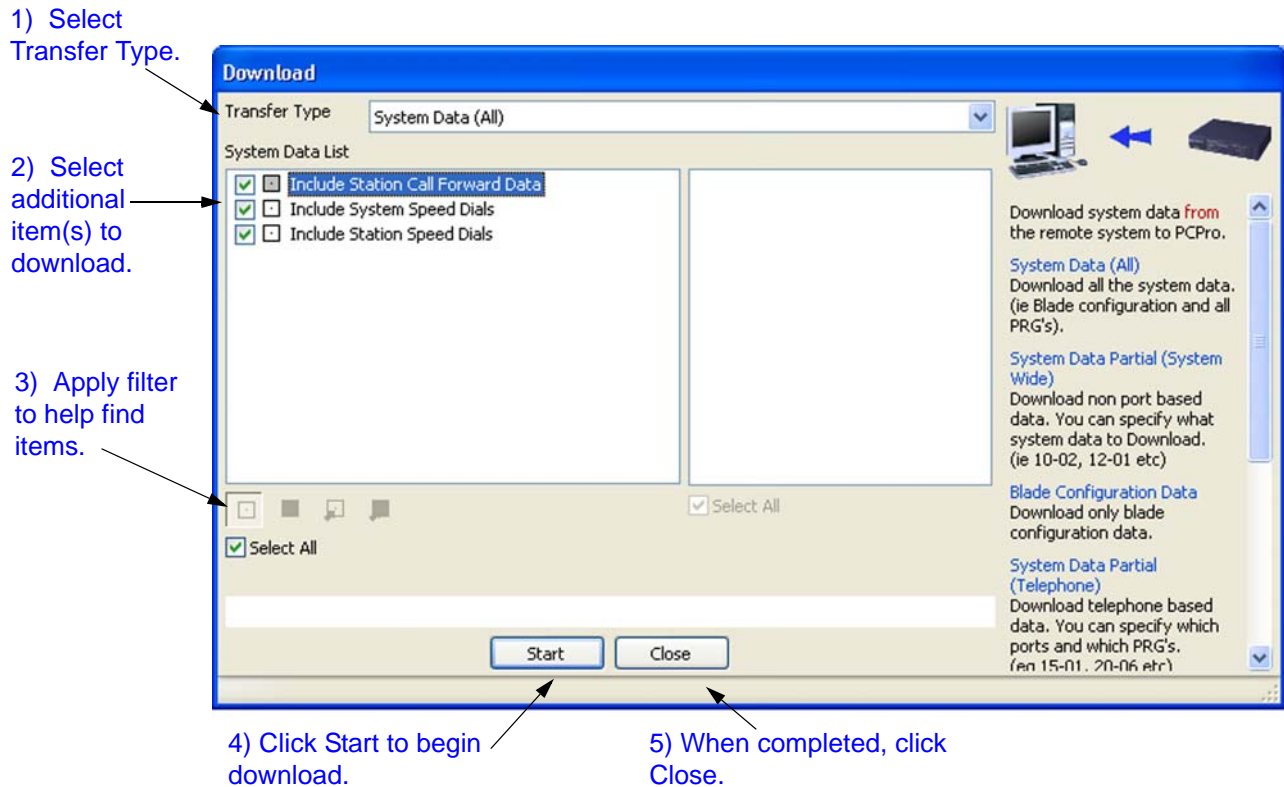 1) Select
Transfer Type.
Download
Transfer Type
System Data (All)
System Data List
2) Select
additional
item(s) to
download.
Include Station Call Forward Data
Include System Speed Dials
Include Station Speed Dials
3) Apply filter
to help find
items.
Select All
Select All
Start
Close
Download system data from
the remote system to PCPro.
System Data (All)
Download all the system data.
(ie Blade configuration and all
PRG's).
System Data Partial (System
Wide)
Download non port based
data. You can specify what
system data to Download.
(ie 10-02, 12-01 etc)
Blade Configuration Data
Download only blade
configuration data.
System Data Partial
(Telephone)
Download telephone based
data. You can specify which
ports and which PRG's.
(eg 15-01, 20-06 etc)
4) Click Start to begin
download.
5) When completed, click
Close.